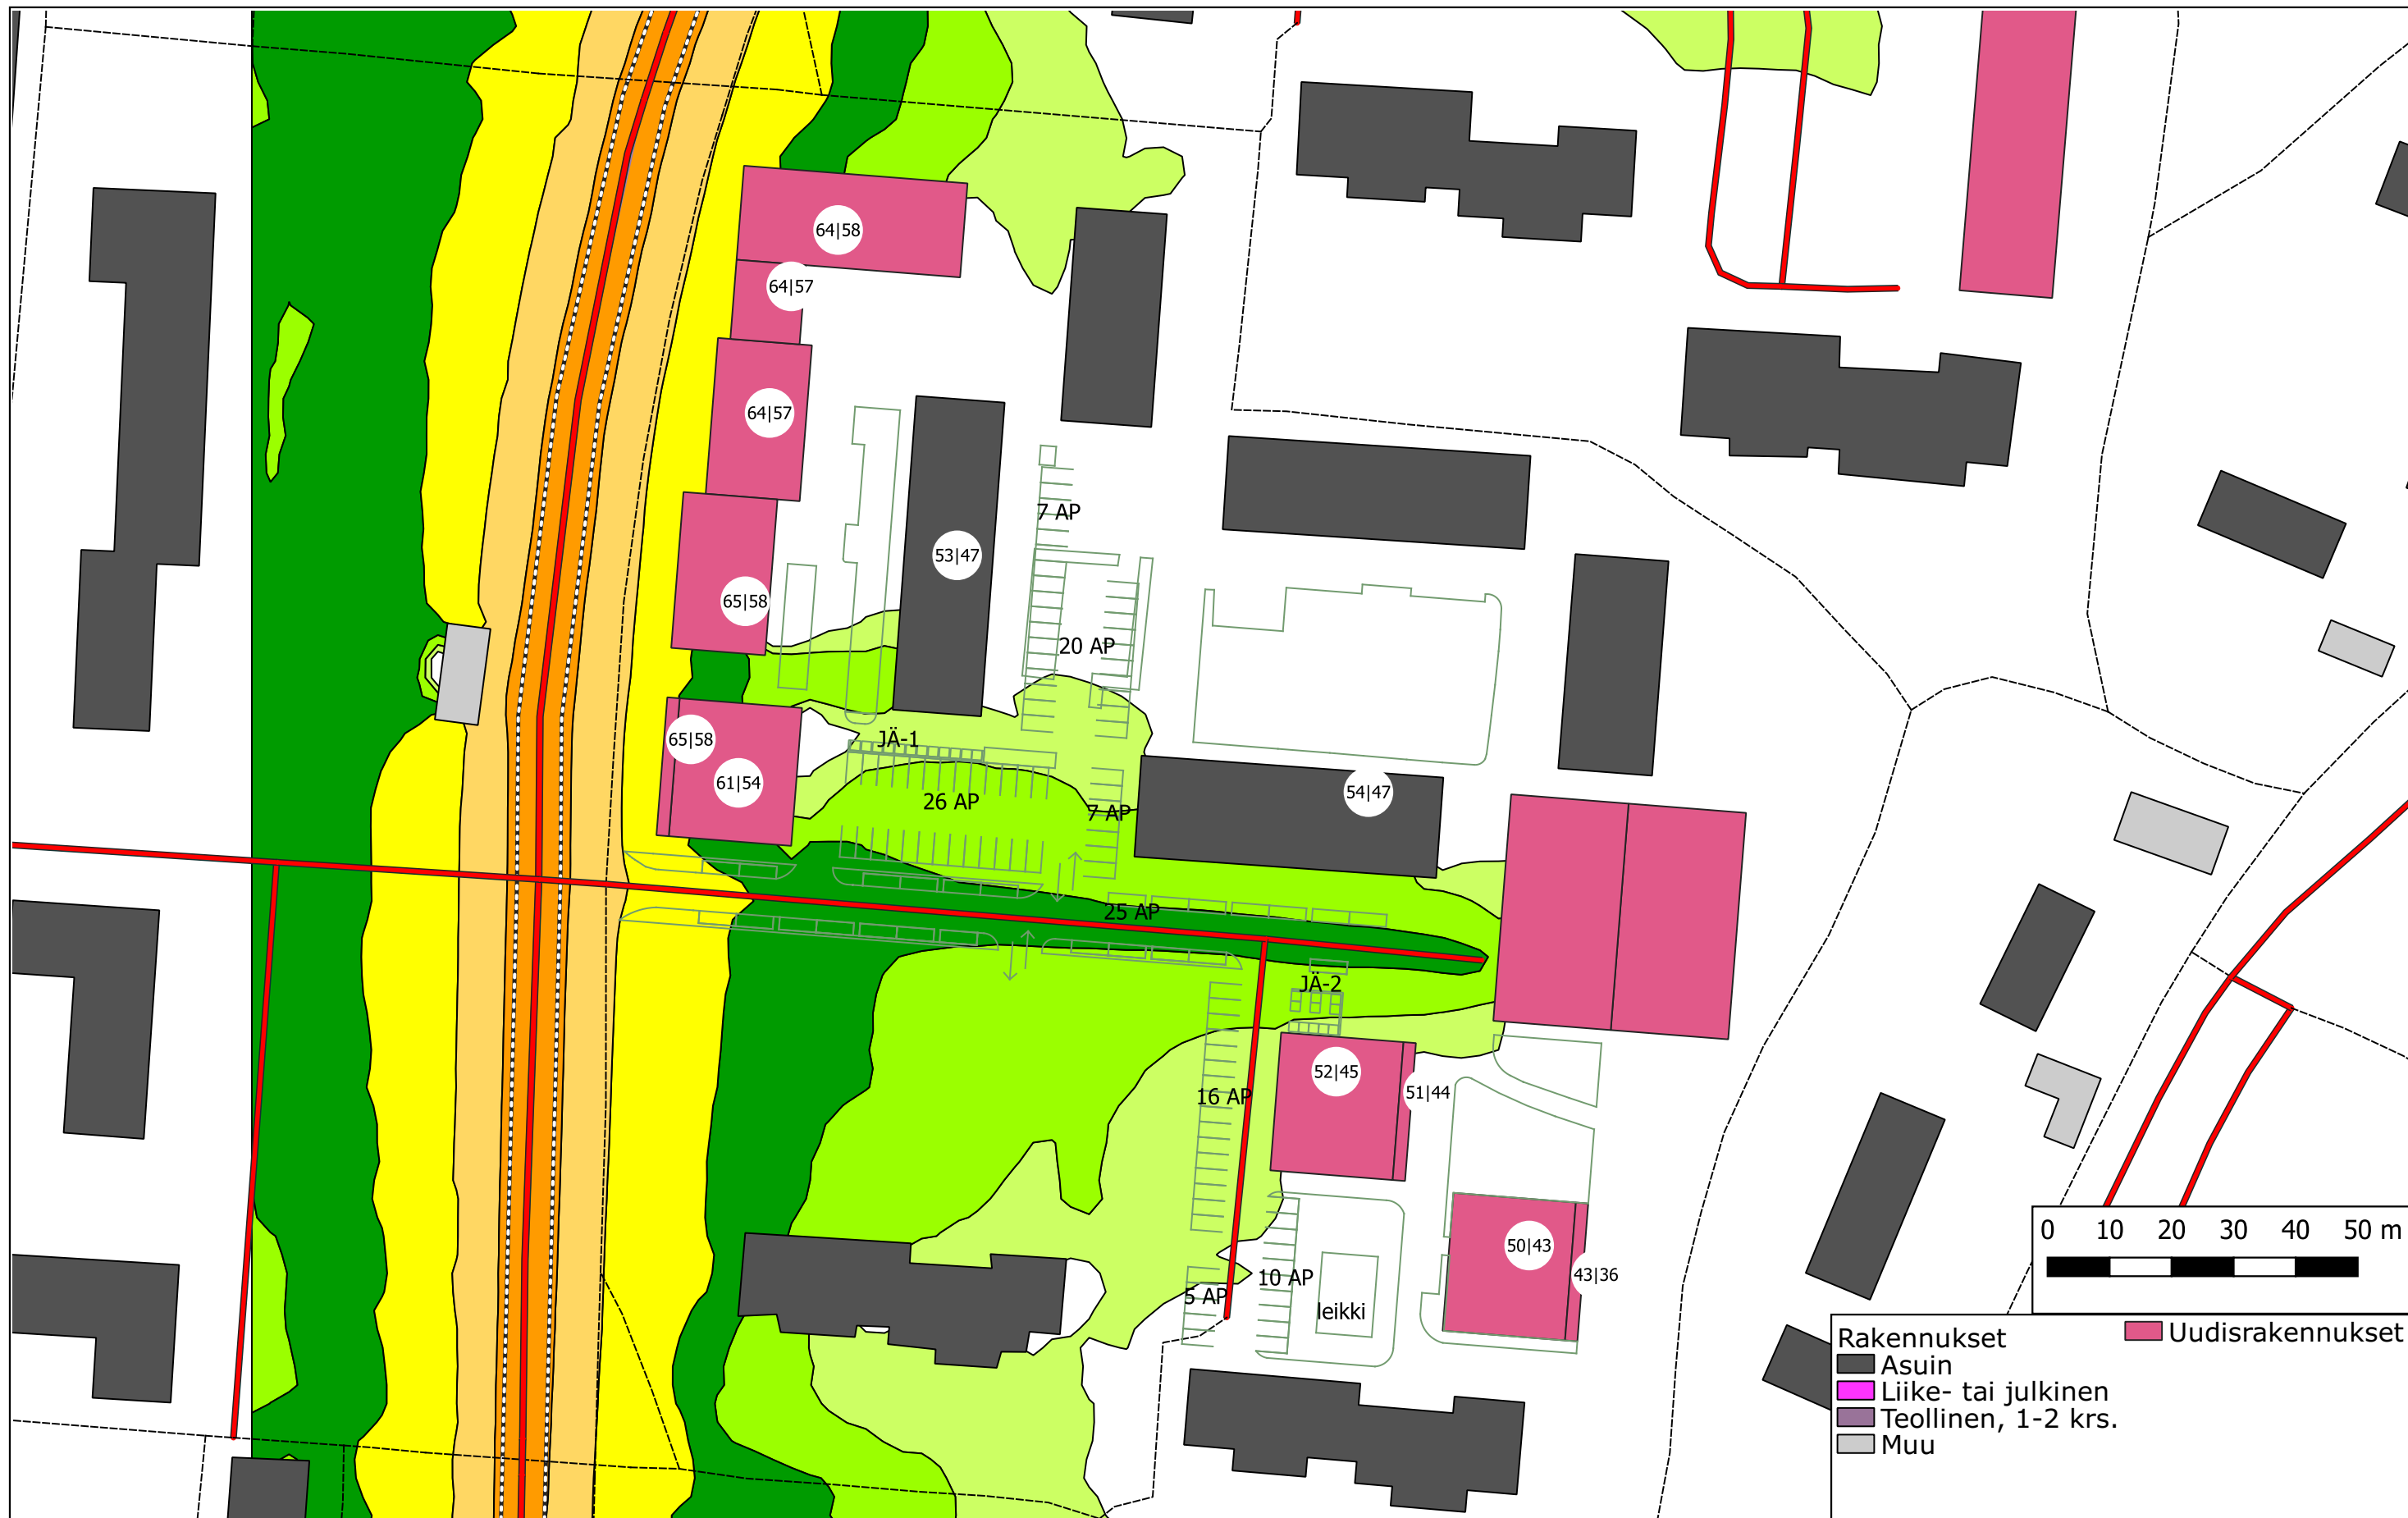 64|58
64|57
64|57
7 AP
53|47
65|58
20 AP
65|58
JÄ-1
61|54
54|47
26 AP
7 AP
25 AP
JÄ-2
52|45
51|44
16 AP
50|43
43|36
10 AP
5 AP
leikki
0 10 20 30 40 50 m
Rakennukset
Uudisrakennukset
Asuin
Liike- tai julkinen
Teollinen, 1-2 krs.
Muu